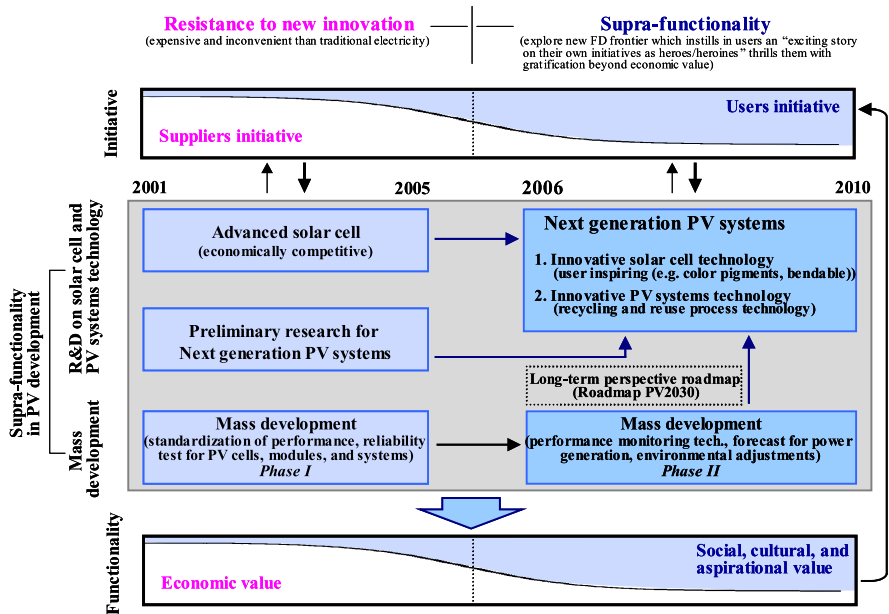 Resistance to new innovation
(expensive and inconvenient than traditional electricity)
Supra-functionality
(explore new FD frontier which instills in users an “exciting story
on their own initiatives as heroes/heroines” thrills them with
gratification beyond economic value)
Initiative
Users initiative
Suppliers initiative
2001
2005
2006
2010
Supra-functionality
in PV development
R&D on solar cell and
PV systems technology
Advanced solar cell
(economically competitive)
Next generation PV systems
1. Innovative solar cell technology
(user inspiring (e.g. color pigments, bendable))
2. Innovative PV systems technology
(recycling and reuse process technology)
Preliminary research for
Next generation PV systems
Long-term perspective roadmap
(Roadmap PV2030)
Mass
development
Mass development
(standardization of performance, reliability
test for PV cells, modules, and systems)
Phase I
Mass development
(performance monitoring tech., forecast for power
generation, environmental adjustments)
Phase II
Functionality
Social, cultural, and
aspirational value
Economic value